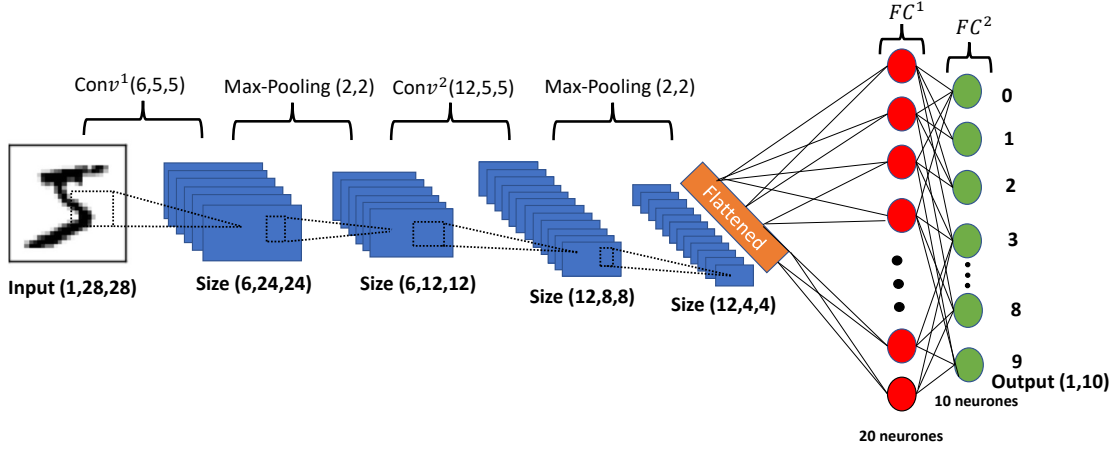 FC¹
FC²
Conv¹(6,5,5)
Max-Pooling (2,2)
Conv²(12,5,5)
Max-Pooling (2,2)
0
1
2
3
8
9
Flattened
Input (1,28,28)
Size (6,24,24)
Size (6,12,12)
Size (12,8,8)
Size (12,4,4)
Output (1,10)
10 neurones
20 neurones